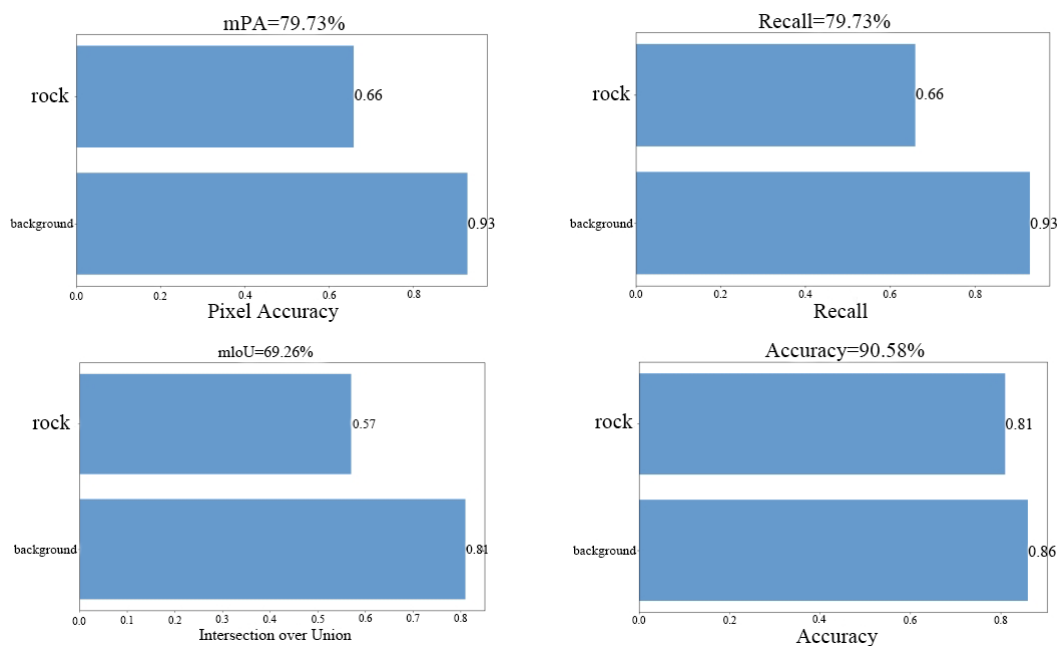 mPA=79.73%
rock
0.66
background
0.93
0.0 0.2 0.4 0.6 0.8
Pixel Accuracy
Recall=79.73%
rock
0.66
background
0.93
0.0 0.2 0.4 0.6 0.8
Recall
mIoU=69.26%
rock
0.57
background
0.81
0.0 0.1 0.2 0.3 0.4 0.5 0.6 0.7 0.8
Intersection over Union
Accuracy=90.58%
rock
0.81
background
0.86
0.0 0.2 0.4 0.6 0.8
Accuracy